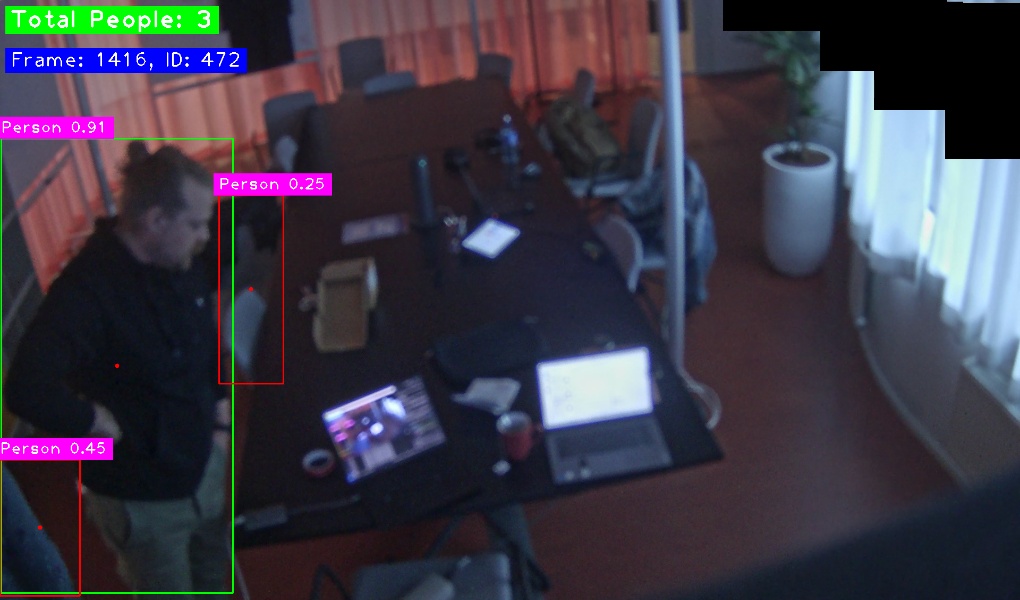 Total People: 3
Frame: 1416, ID: 472
Person 0.91
Person 0.25
Person 0.45